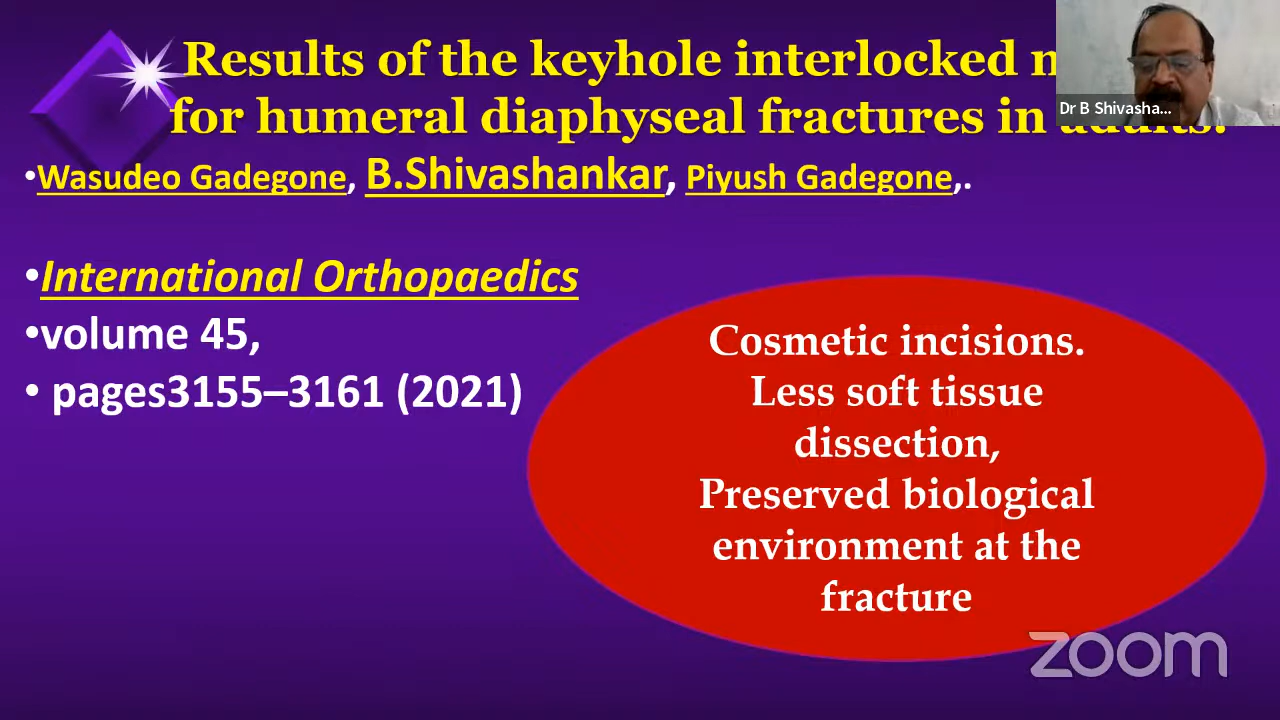 Results of the keyhole interlocked
for humeral diaphyseal fractures in adults.
Dr B Shivasha...
•Wasudeo Gadegone, B.Shivashankar, Piyush Gadegone,.
•International Orthopaedics
•volume 45,
• pages3155–3161 (2021)
Cosmetic incisions.
Less soft tissue
dissection,
Preserved biological
environment at the
fracture
zoom